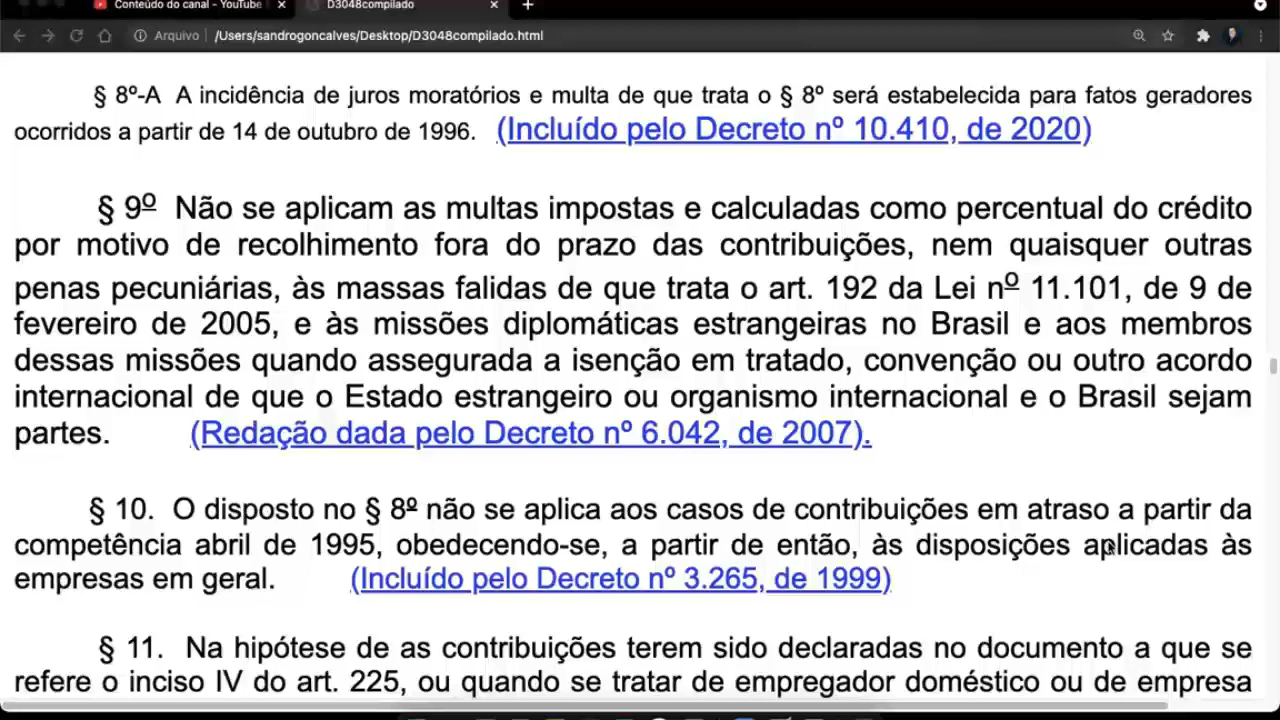 Conteúdo do canal - YouTube
D3048compilado
Arquivo /Users/sandrogoncalves/Desktop/D3048compilado.html
§ 8º-A A incidência de juros moratórios e multa de que trata o § 8º será estabelecida para fatos geradores
ocorridos a partir de 14 de outubro de 1996. (Incluído pelo Decreto nº 10.410, de 2020)
§ 9º Não se aplicam as multas impostas e calculadas como percentual do crédito
por motivo de recolhimento fora do prazo das contribuições, nem quaisquer outras
penas pecuniárias, às massas falidas de que trata o art. 192 da Lei nº 11.101, de 9 de
fevereiro de 2005, e às missões diplomáticas estrangeiras no Brasil e aos membros
dessas missões quando assegurada a isenção em tratado, convenção ou outro acordo
internacional de que o Estado estrangeiro ou organismo internacional e o Brasil sejam
partes. (Redação dada pelo Decreto nº 6.042, de 2007).
§ 10. O disposto no § 8º não se aplica aos casos de contribuições em atraso a partir da
competência abril de 1995, obedecendo-se, a partir de então, às disposições aplicadas às
empresas em geral. (Incluído pelo Decreto nº 3.265, de 1999)
§ 11. Na hipótese de as contribuições terem sido declaradas no documento a que se
refere o inciso IV do art. 225, ou quando se tratar de empregador doméstico ou de empresa